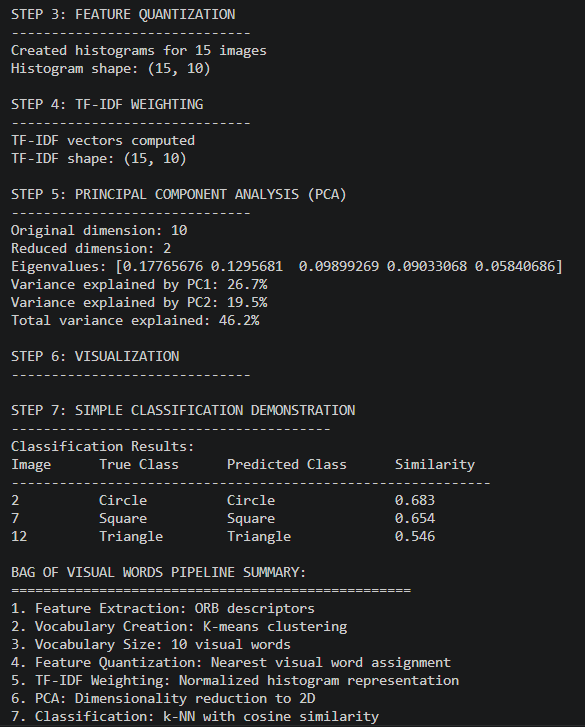 STEP 3: FEATURE QUANTIZATION
------------------------------
Created histograms for 15 images
Histogram shape: (15, 10)
STEP 4: TF-IDF WEIGHTING
------------------------------
TF-IDF vectors computed
TF-IDF shape: (15, 10)
STEP 5: PRINCIPAL COMPONENT ANALYSIS (PCA)
------------------------------
Original dimension: 10
Reduced dimension: 2
Eigenvalues: [0.17765676 0.1295681  0.09899269 0.09033068 0.05840686]
Variance explained by PC1: 26.7%
Variance explained by PC2: 19.5%
Total variance explained: 46.2%
STEP 6: VISUALIZATION
------------------------------
STEP 7: SIMPLE CLASSIFICATION DEMONSTRATION
----------------------------------------
Classification Results:
Image      True Class      Predicted Class      Similarity
------------------------------------------------------------
2          Circle          Circle               0.683
7          Square          Square               0.654
12         Triangle        Triangle             0.546
BAG OF VISUAL WORDS PIPELINE SUMMARY:
==================================================
1. Feature Extraction: ORB descriptors
2. Vocabulary Creation: K-means clustering
3. Vocabulary Size: 10 visual words
4. Feature Quantization: Nearest visual word assignment
5. TF-IDF Weighting: Normalized histogram representation
6. PCA: Dimensionality reduction to 2D
7. Classification: k-NN with cosine similarity